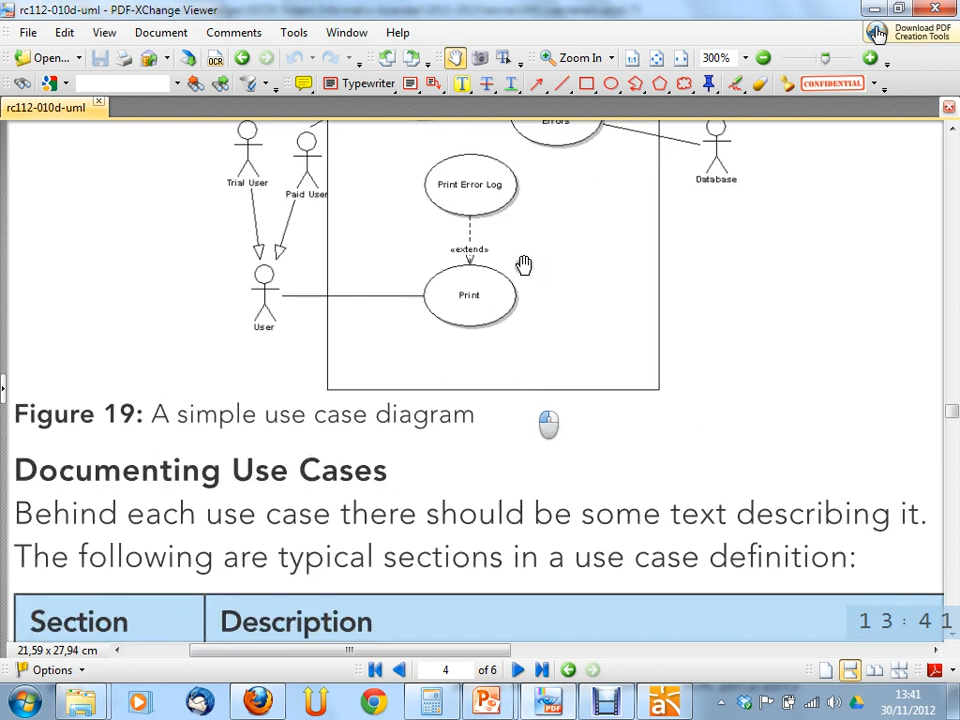 rc112-010d-uml - PDF-XChange Viewer
File Edit View Document Comments Tools Window Help
Download PDF
Creation Tools
Open... OCR Zoom In 300%
Typewriter CONFIDENTIAL
rc112-010d-uml
Errors
Trial User
Paid User
Print Error Log
Database
«extend»
Print
User
Figure 19: A simple use case diagram
Documenting Use Cases
Behind each use case there should be some text describing it.
The following are typical sections in a use case definition:
Section Description
13:41
21,59 x 27,94 cm
Options 4 of 6
13:41
30/11/2012